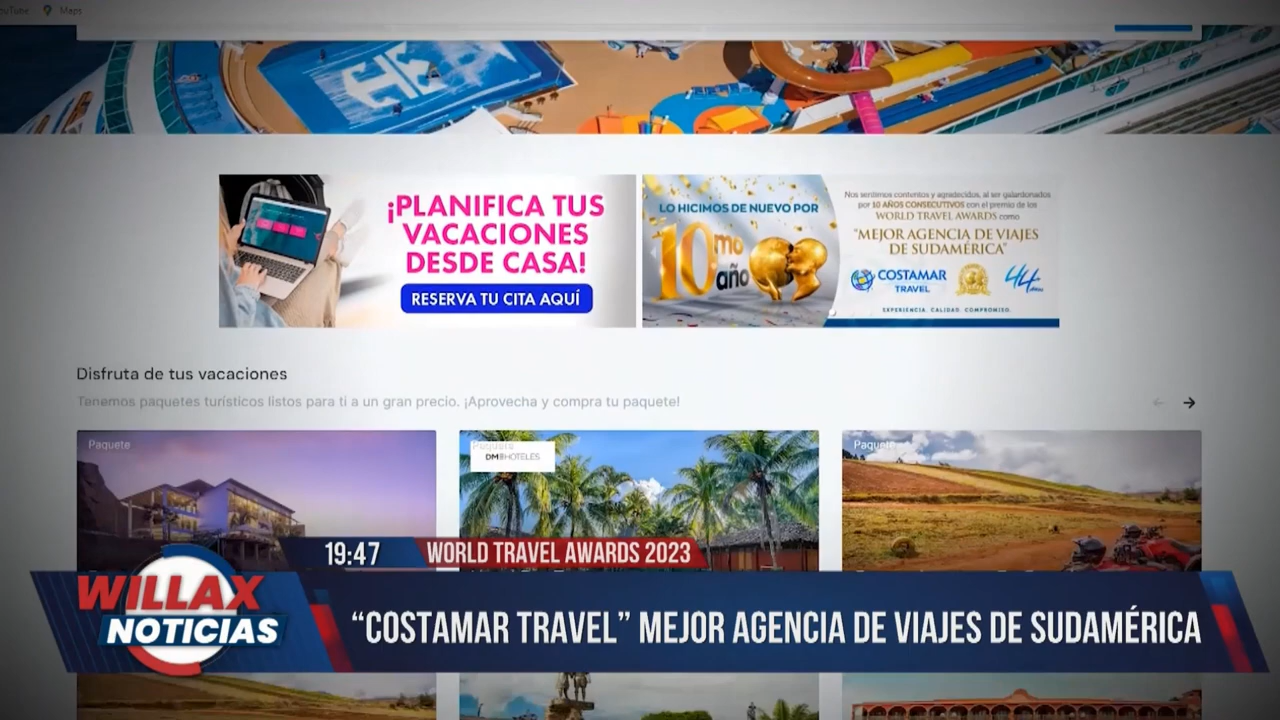 YouTube
Maps
¡PLANIFICA TUS
VACACIONES
DESDE CASA!
RESERVA TU CITA AQUÍ
LO HICIMOS DE NUEVO POR
10mo
año
Nos sentimos contentos y agradecidos, al ser galardonados
por 10 AÑOS CONSECUTIVOS con el premio de los
WORLD TRAVEL AWARDS como
"MEJOR AGENCIA DE VIAJES
DE SUDAMÉRICA"
COSTAMAR
TRAVEL
44
EXPERIENCIA. CALIDAD. COMPROMISO.
Disfruta de tus vacaciones
Tenemos paquetes turísticos listos para ti a un gran precio. ¡Aprovecha y compra tu paquete!
Paquete
Paquete
DM HOTELES
Paquete
19:47
WORLD TRAVEL AWARDS 2023
WILLAX
NOTICIAS
“COSTAMAR TRAVEL” MEJOR AGENCIA DE VIAJES DE SUDAMÉRICA